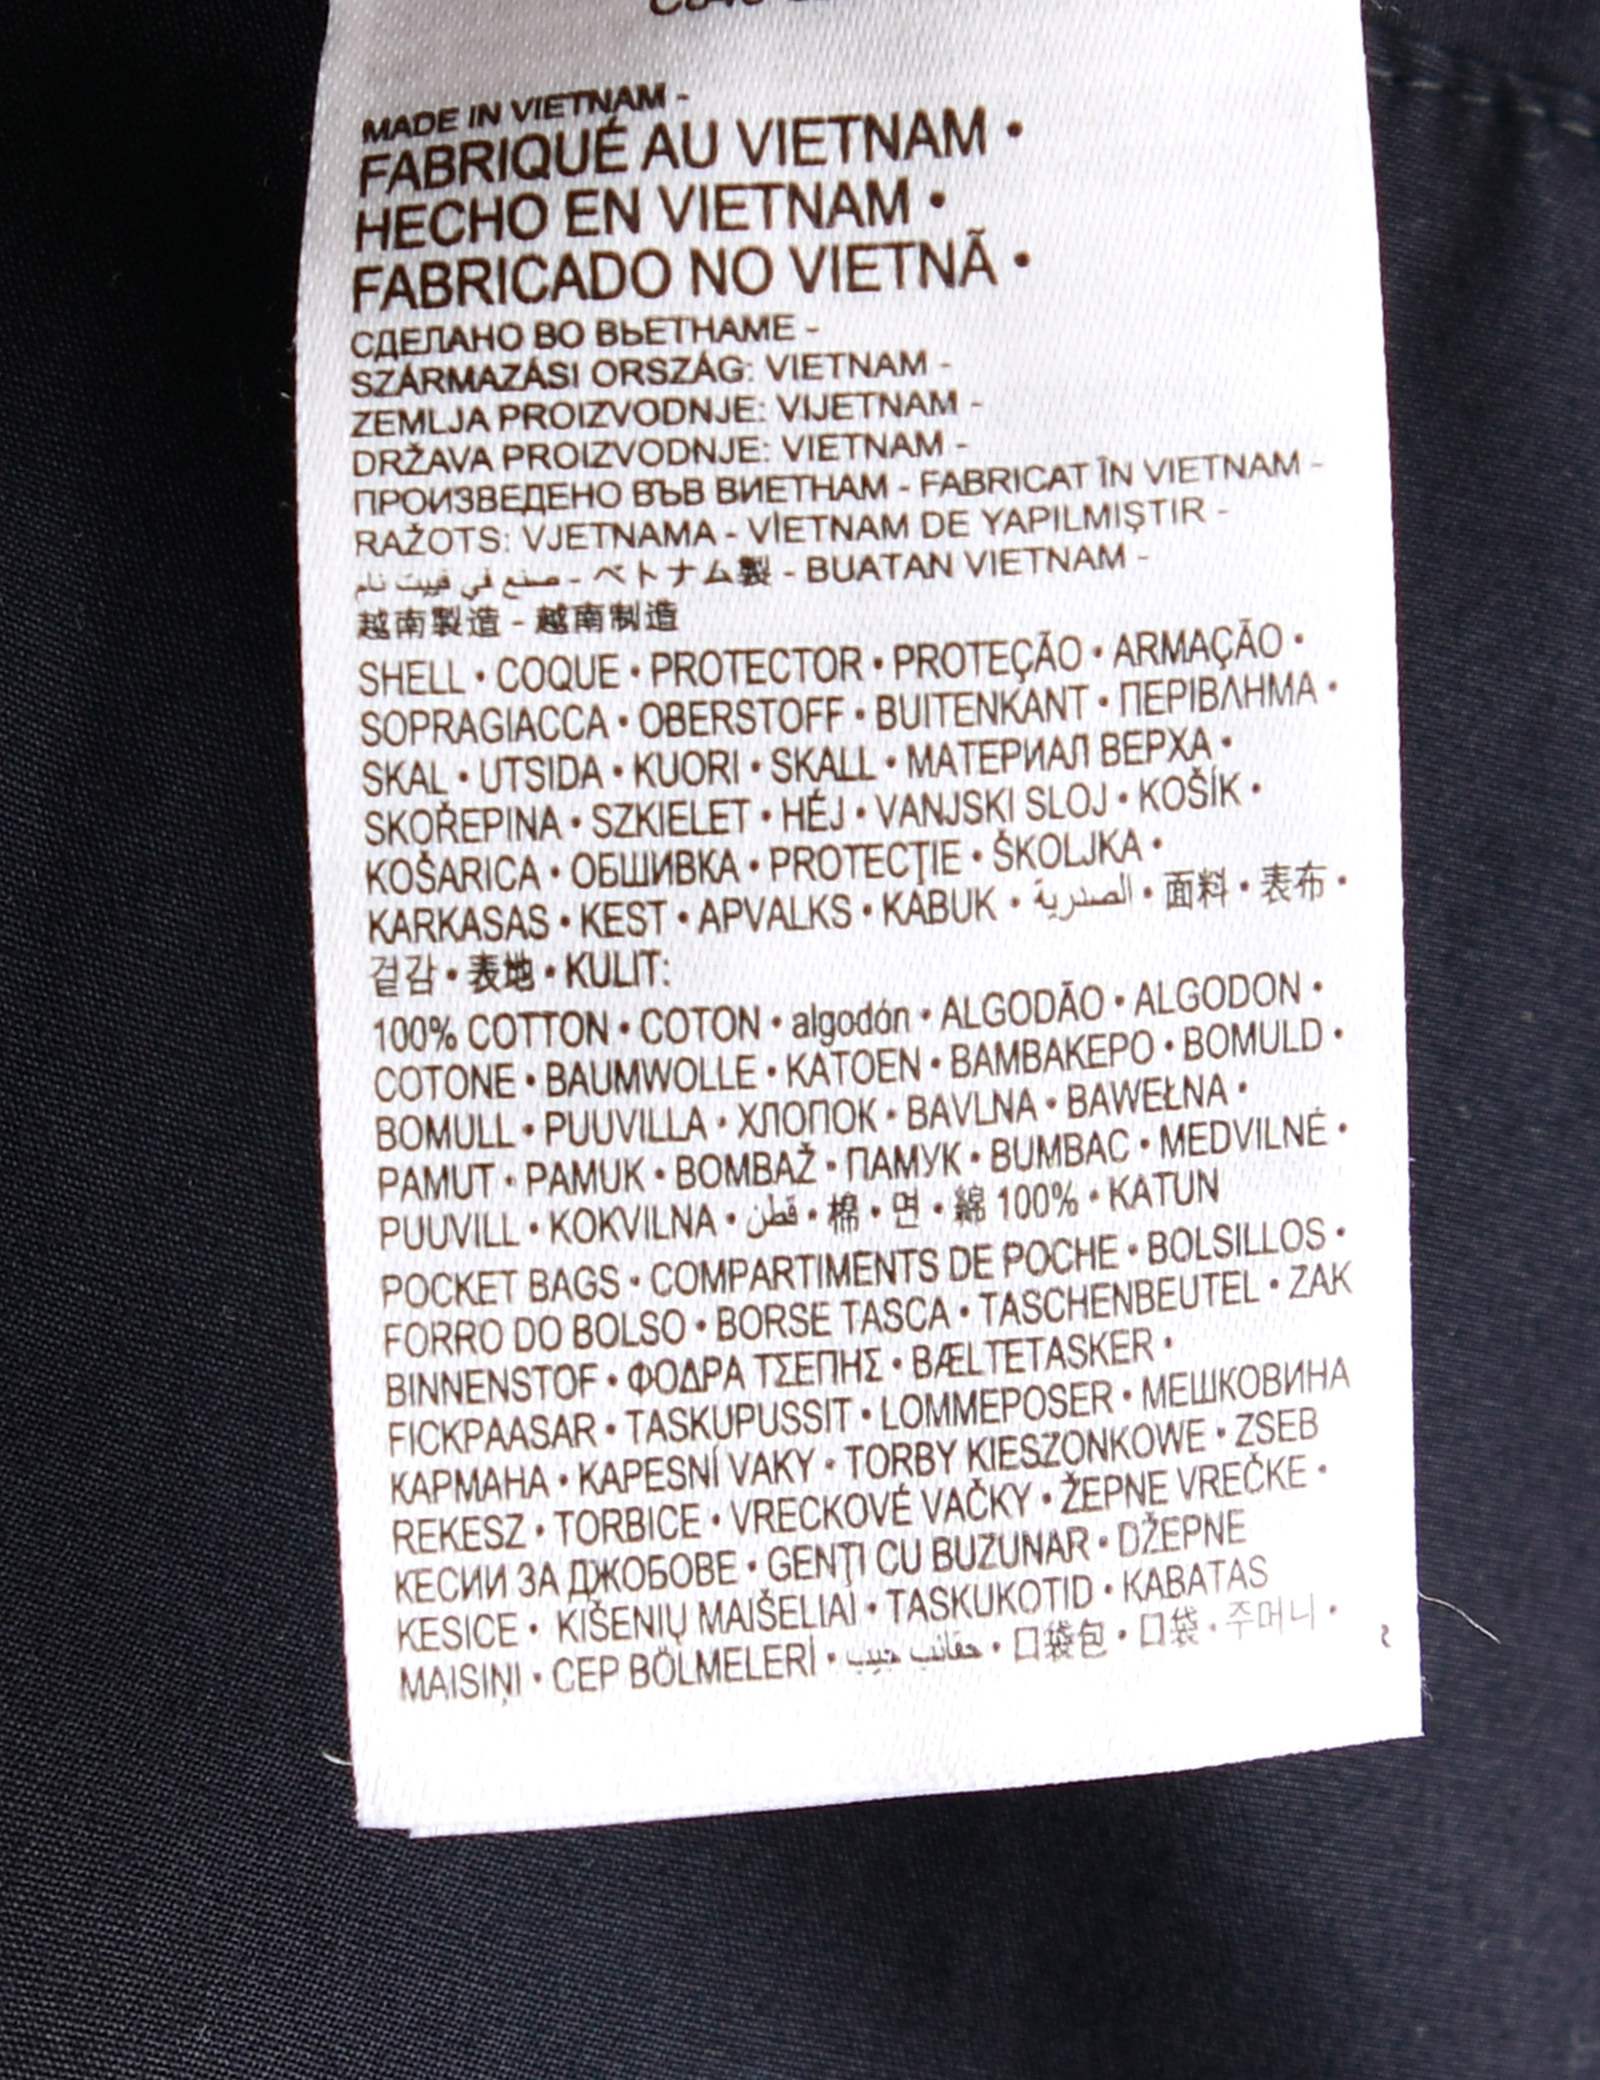 MADE IN VIETNAM -
FABRIQUÉ AU VIETNAM •
HECHO EN VIETNAM •
FABRICADO NO VIETNÃ •
СДЕЛАНО ВО ВЬЕТНАМЕ -
SZÁRMAZÁSI ORSZÁG: VIETNAM -
ZEMLJA PROIZVODNJE: VIJETNAM -
DRŽAVA PROIZVODNJE: VIETNAM -
ПРОИЗВЕДЕНО ВЪВ ВИЕТНАМ - FABRICAT ÎN VIETNAM -
RAŽOTS: VJETNAMA - VİETNAM DE YAPILMIŞTIR -
صنع في فييت نام - ベトナム製 - BUATAN VIETNAM -
越南製造 - 越南制造
SHELL • COQUE • PROTECTOR • PROTEÇÃO • ARMAÇÃO •
SOPRAGIACCA • OBERSTOFF • BUITENKANT • ΠΕΡΙΒΛΗΜΑ •
SKAL • UTSIDA • KUORI • SKALL • МАТЕРИАЛ ВЕРХА •
SKOŘEPINA • SZKIELET • HÉJ • VANJSKI SLOJ • KOŠÍK •
KOŠARICA • ОБШИВКА • PROTECŢIE • ŠKOLJKA •
KARKASAS • KEST • APVALKS • KABUK • الصدرية • 面料 • 表布 •
겉감 • 表地 • KULIT:
100% COTTON • COTON • algodón • ALGODÃO • ALGODON •
COTONE • BAUMWOLLE • KATOEN • ΒΑΜΒΑΚΕΡΟ • BOMULD •
BOMULL • PUUVILLA • ХЛОПОК • BAVLNA • BAWEŁNA •
PAMUT • PAMUK • BOMBAŽ • ПАМУК • BUMBAC • MEDVILNĖ •
PUUVILL • KOKVILNA • قطن • 棉 • 면 • 綿 100% • KATUN
POCKET BAGS • COMPARTIMENTS DE POCHE • BOLSILLOS •
FORRO DO BOLSO • BORSE TASCA • TASCHENBEUTEL • ZAK
BINNENSTOF • ΦΟΔΡΑ ΤΣΕΠΗΣ • BÆLTETASKER •
FICKPAASAR • TASKUPUSSIT • LOMMEPOSER • МЕШКОВИНА
КАРМАНА • KAPESNÍ VAKY • TORBY KIESZONKOWE • ZSEB
REKESZ • TORBICE • VRECKOVÉ VAČKY • ŽEPNE VREČKE •
КЕСИИ ЗА ДЖОБОВЕ • GENŢI CU BUZUNAR • DŽEPNE
KESICE • KIŠENIŲ MAIŠELIAI • TASKUKOTID • KABATAS
MAISIŅI • CEP BÖLMELERİ • حقائب جيب • 口袋包 • 口袋 • 주머니 •